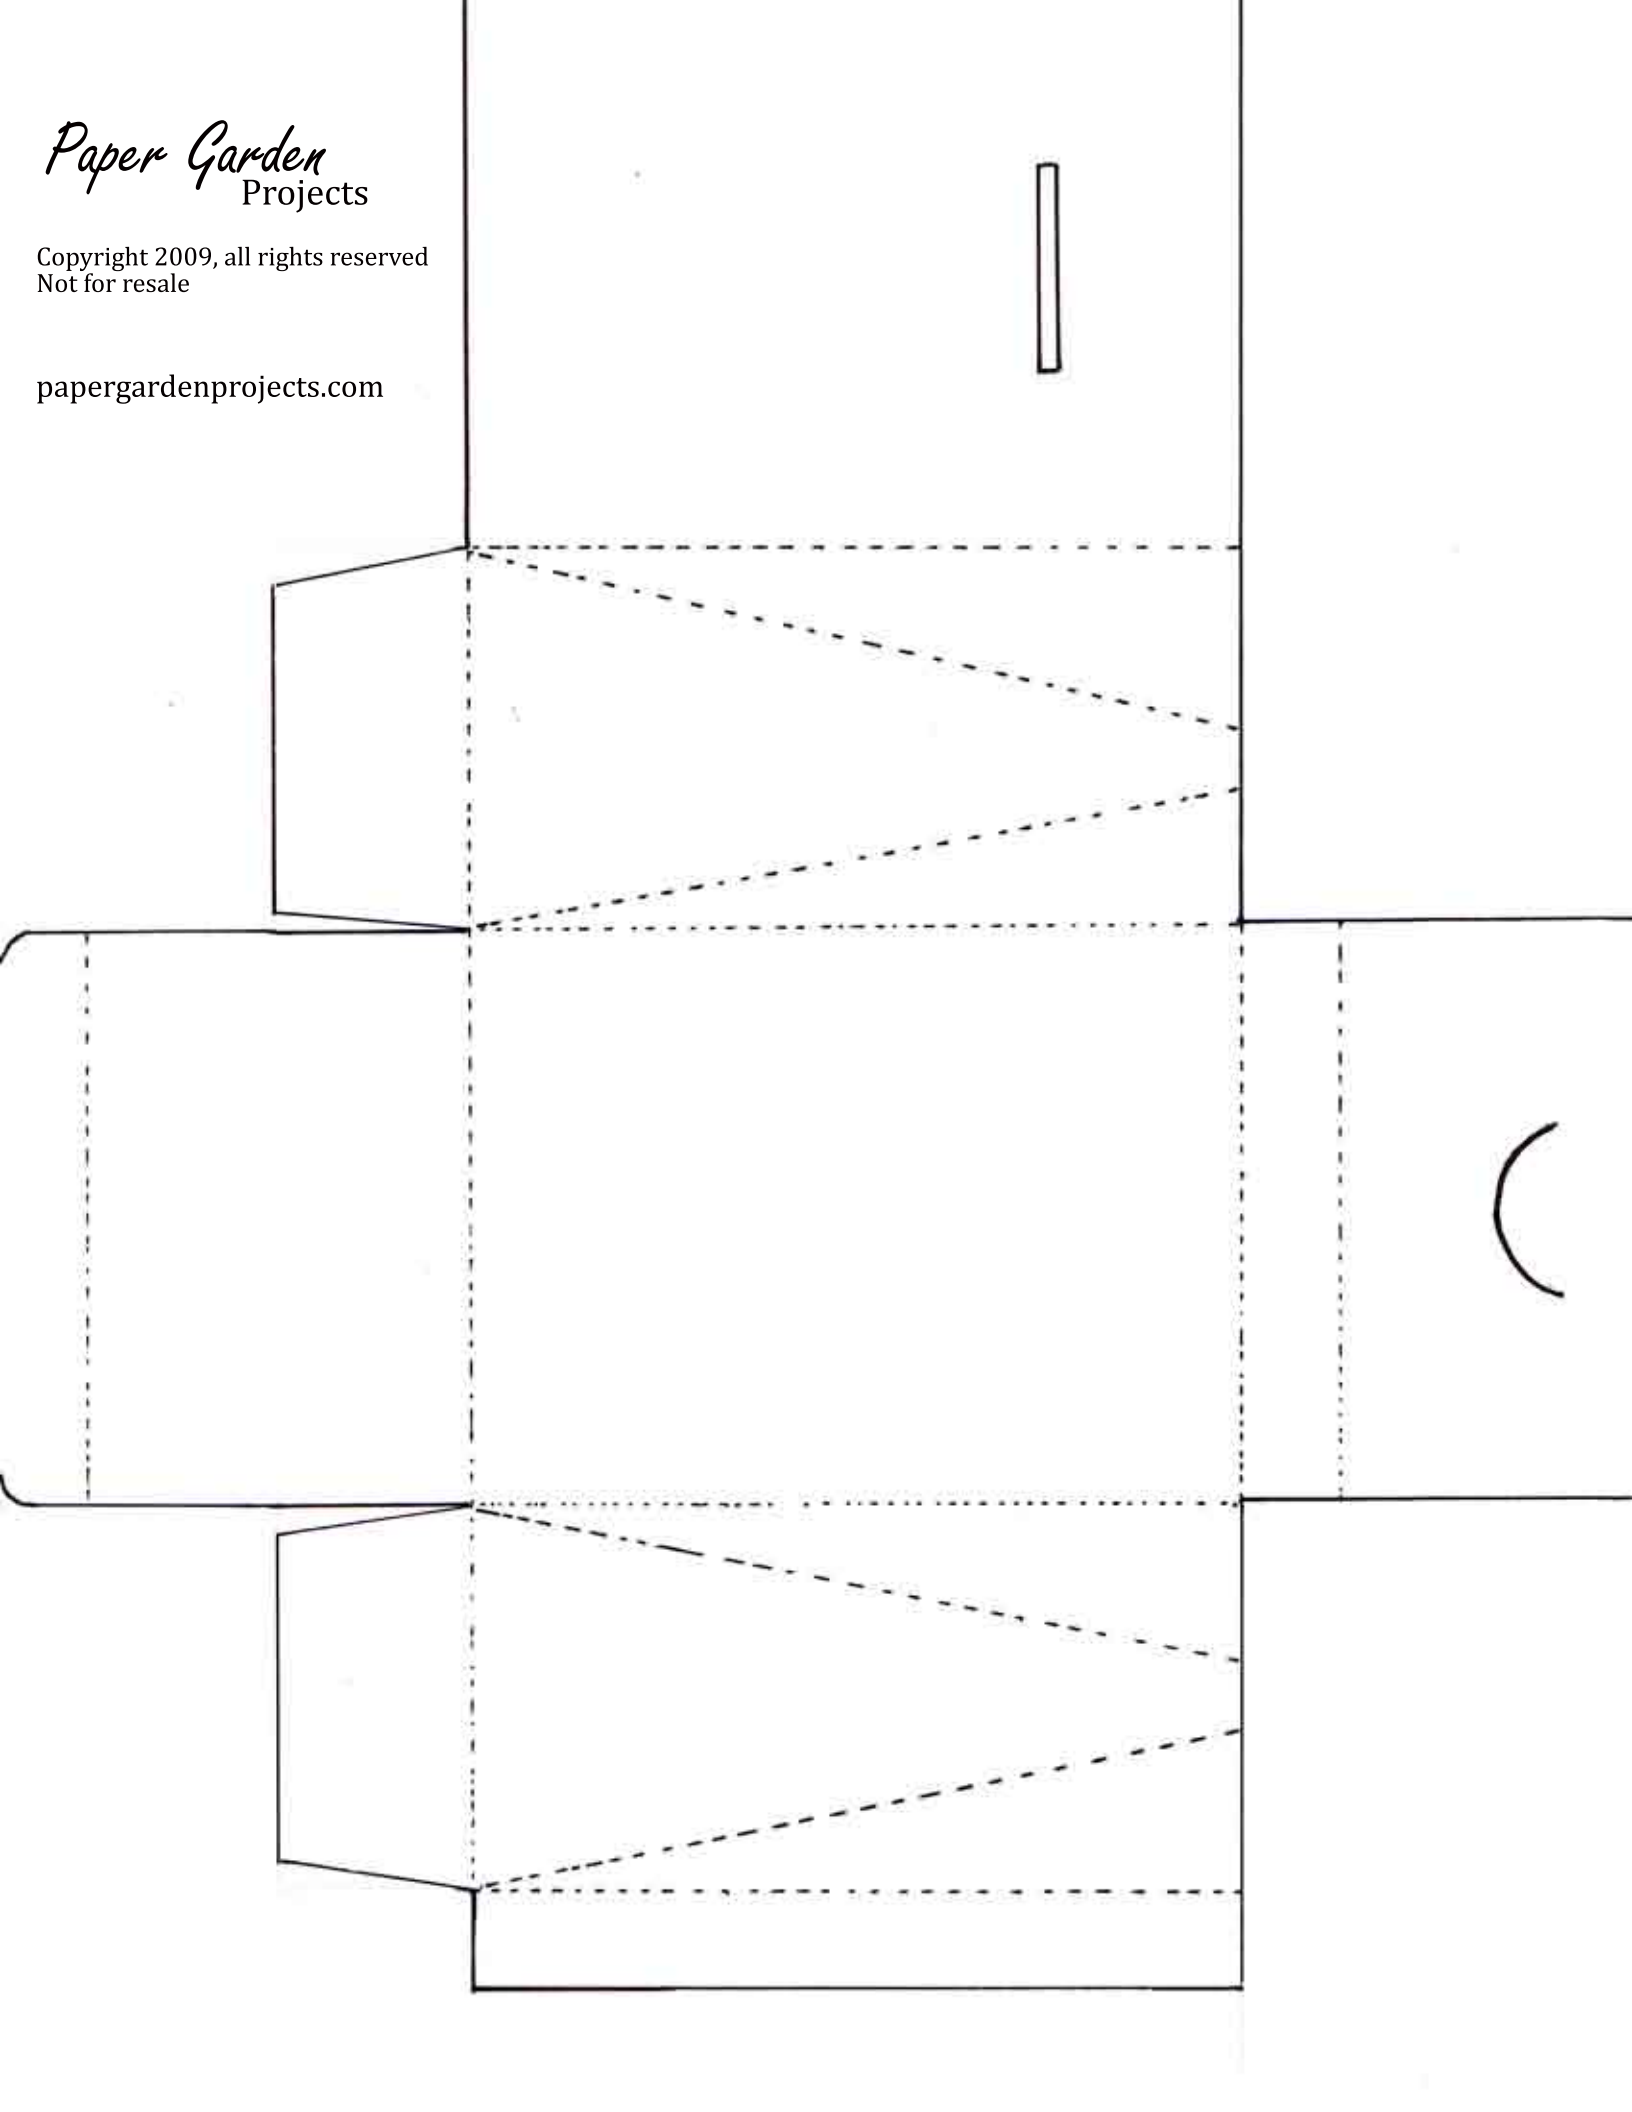 Paper Garden
Projects
Copyright 2009, all rights reserved
Not for resale
papergardenprojects.com